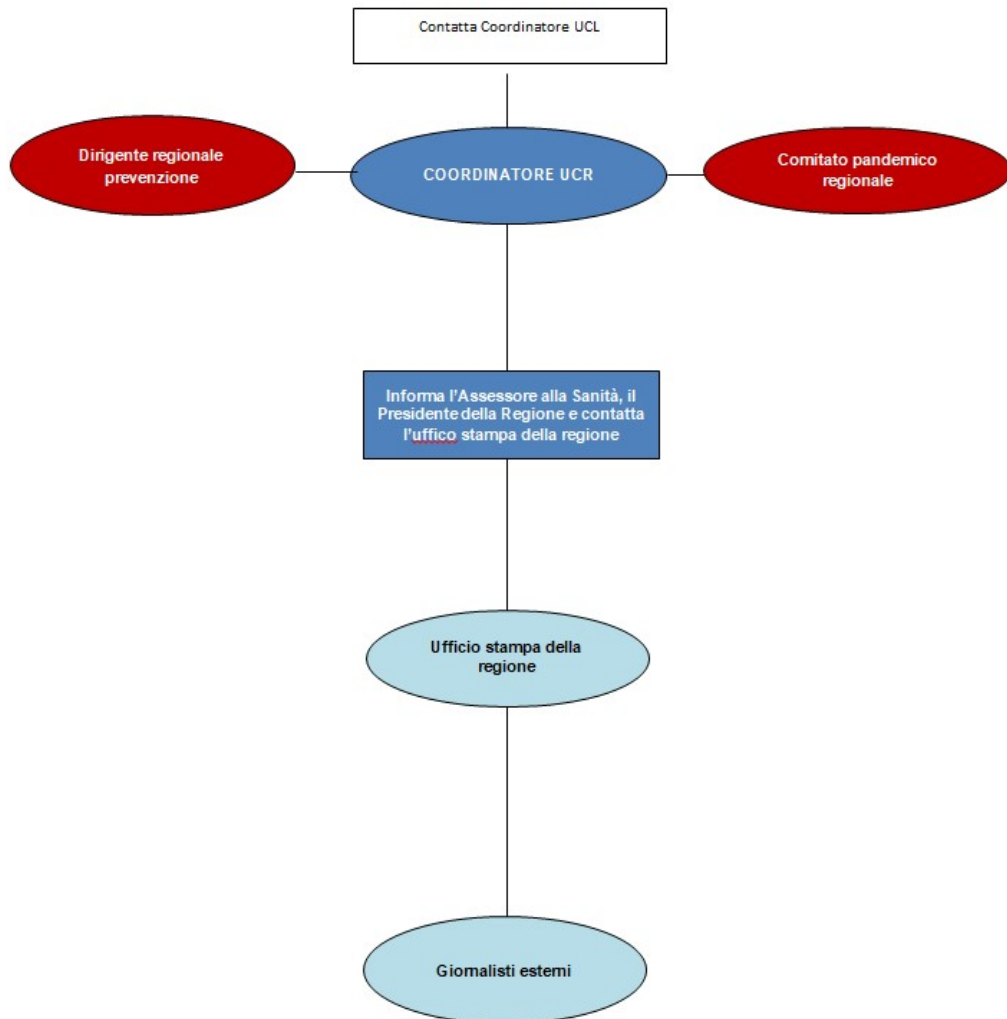 Contatta Coordinatore UCL
Dirigente regionale
prevenzione
COORDINATORE UCR
Comitato pandemico
regionale
Informa l'Assessore alla Sanità, il
Presidente della Regione e contatta
l'uffico stampa della regione
Ufficio stampa della
regione
Giornalisti esterni